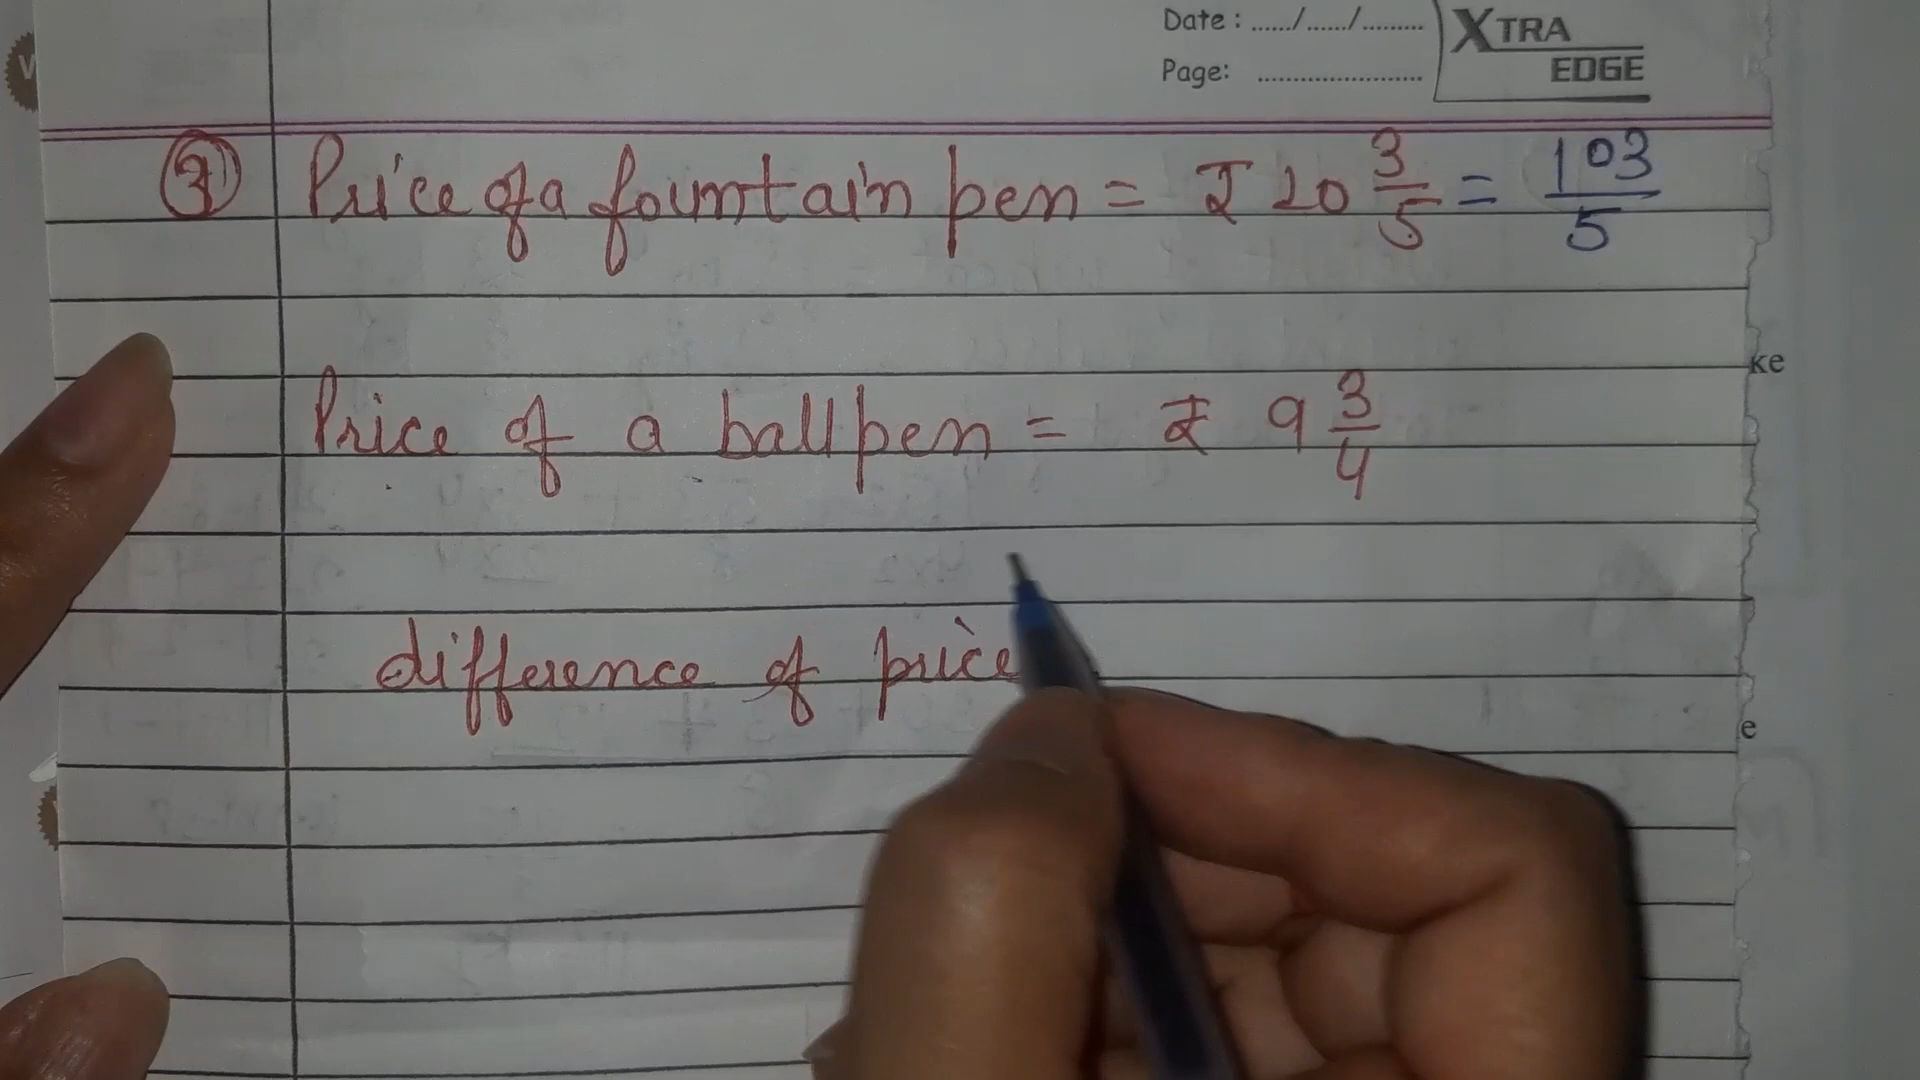 Date : ....../....../.........
Page: ........................
XTRA
EDGE
③ Price of a fountain pen = ₹ 20 3/5 = 103/5
ke
Price of a ball pen = ₹ 9 3/4
difference of price
e